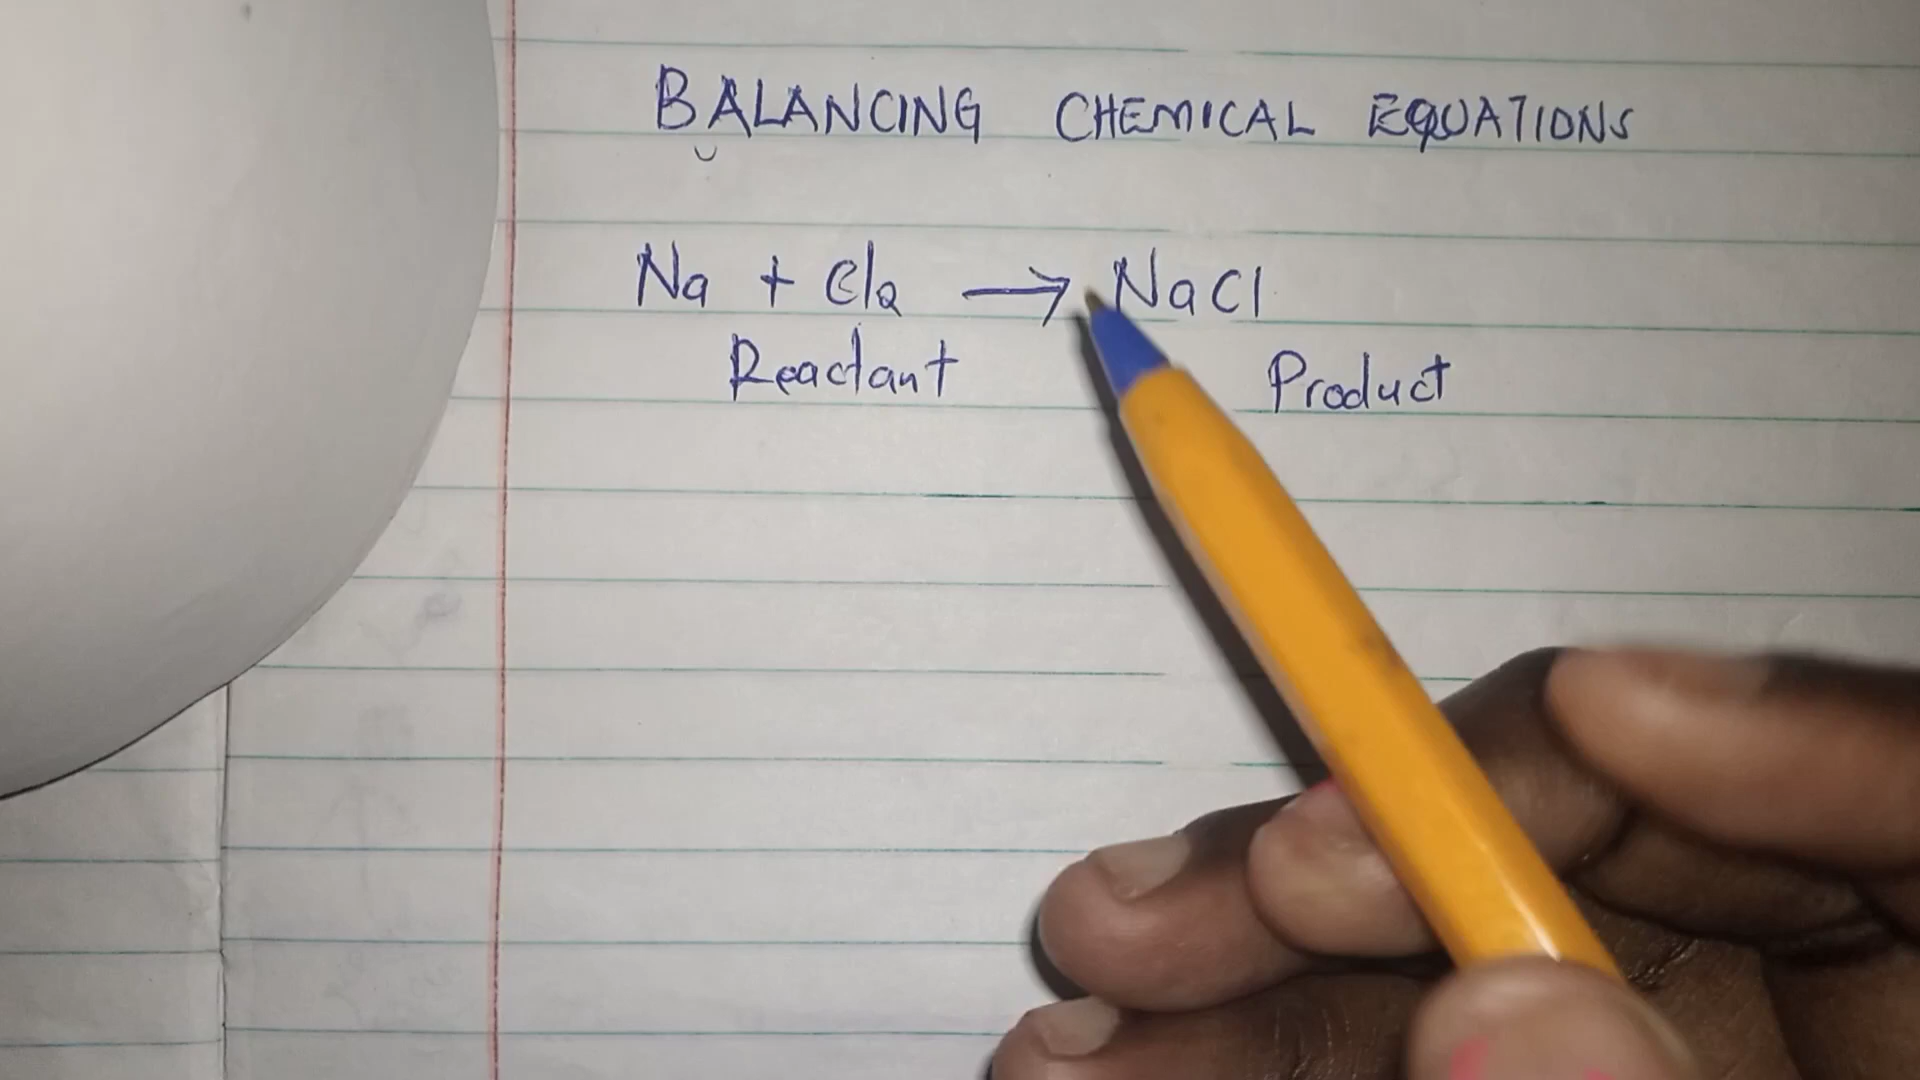 BALANCING CHEMICAL EQUATIONS
Na + Cl₂ → NaCl
Reactant Product